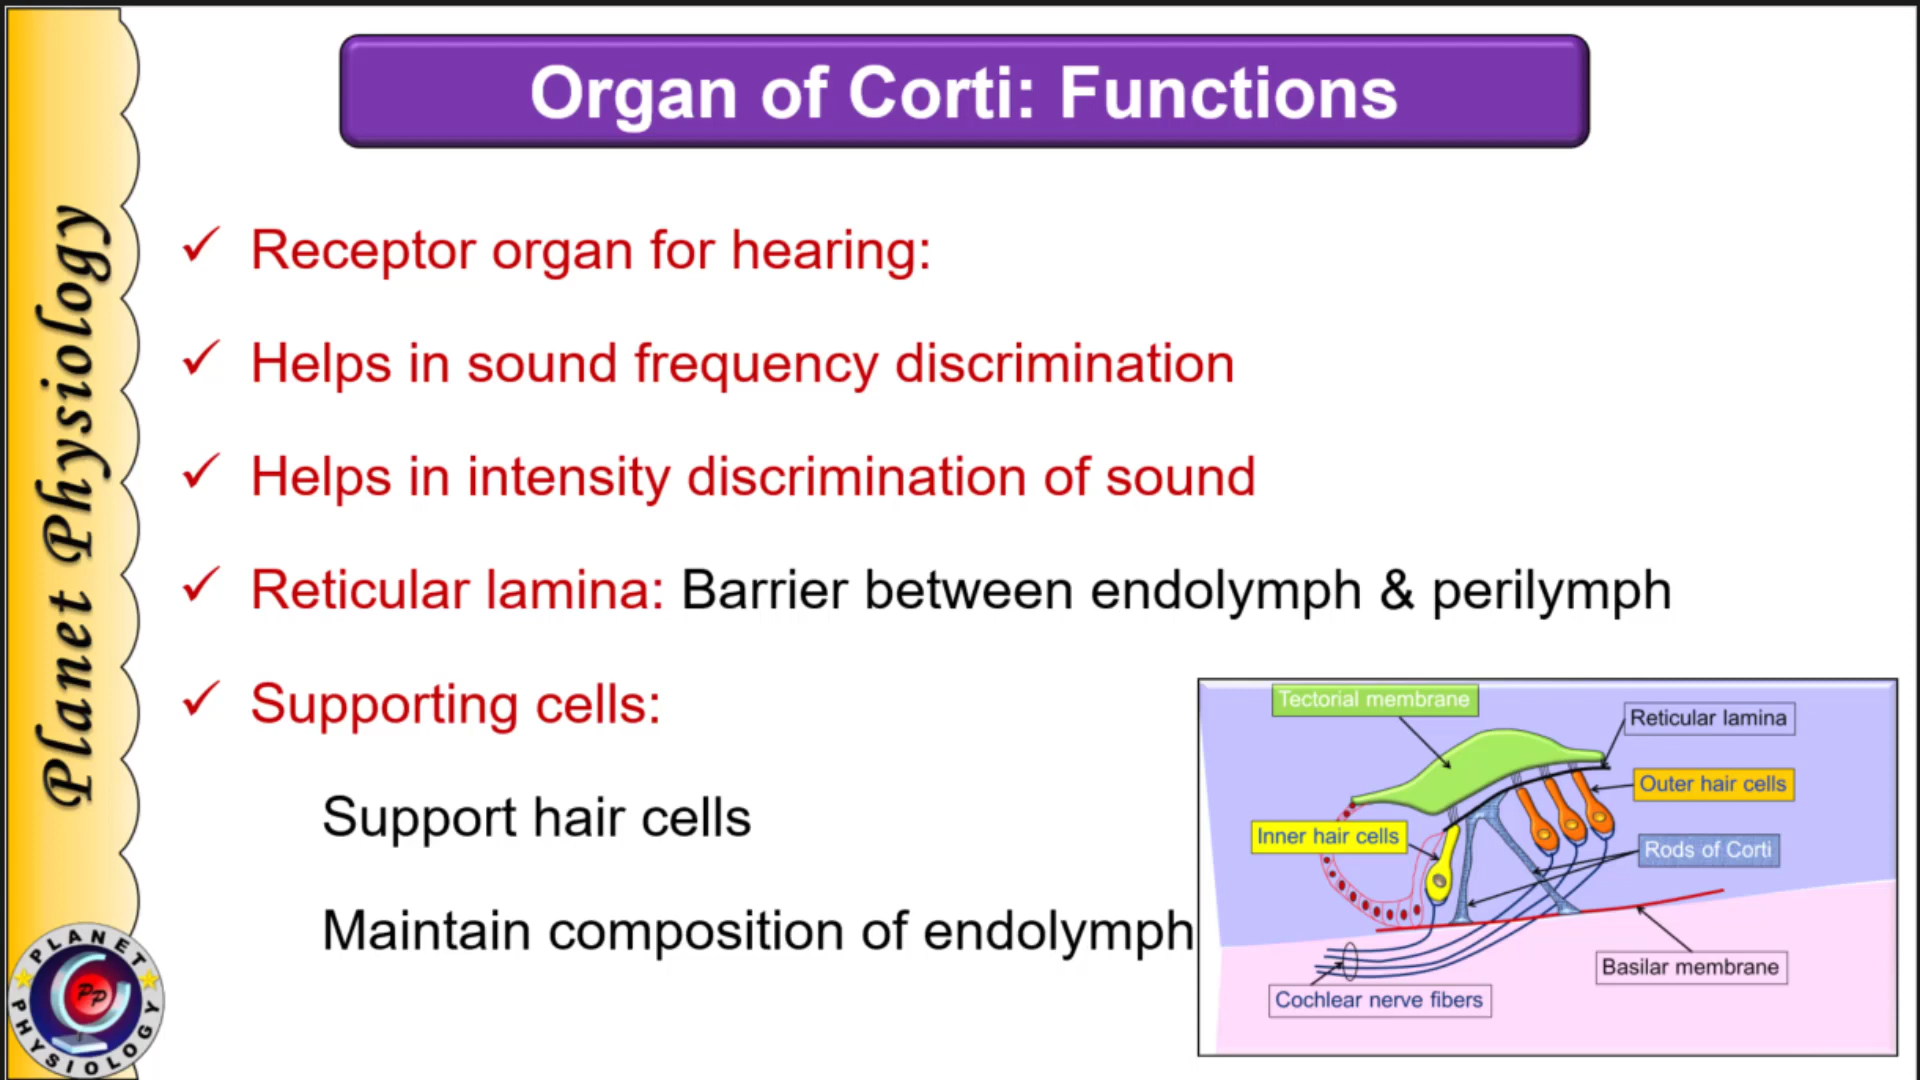 Organ of Corti: Functions
Planet Physiology
✓ Receptor organ for hearing:
✓ Helps in sound frequency discrimination
✓ Helps in intensity discrimination of sound
✓ Reticular lamina: Barrier between endolymph & perilymph
✓ Supporting cells:
Support hair cells
Maintain composition of endolymph
Tectorial membrane
Reticular lamina
Outer hair cells
Inner hair cells
Rods of Corti
Basilar membrane
Cochlear nerve fibers
PLANET
PP
PHYSIOLOGY